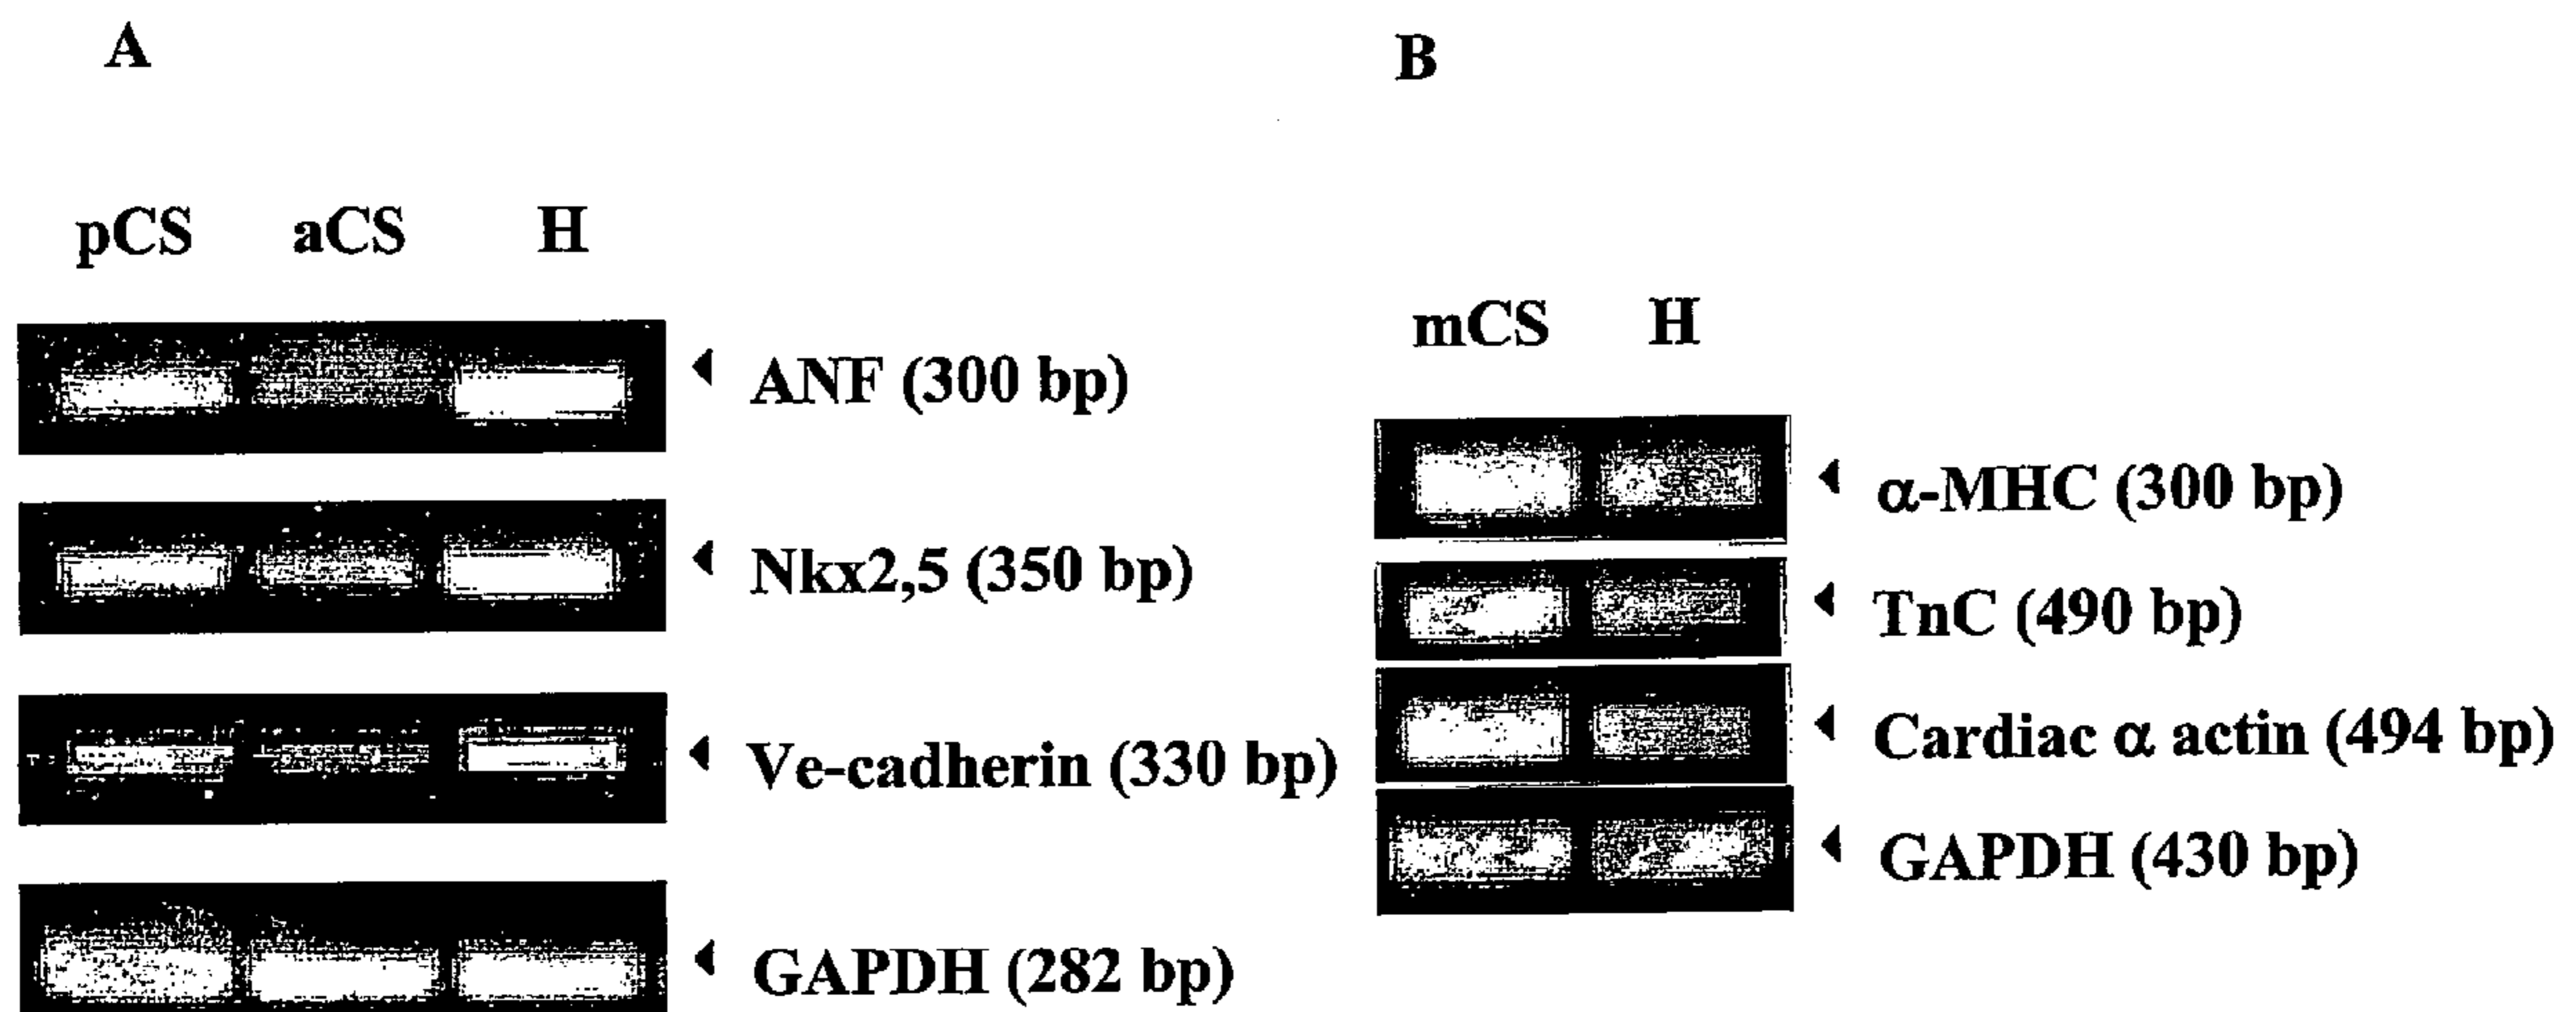 A
pCS aCS H
ANF (300 bp)
Nkx2,5 (350 bp)
Ve-cadherin (330 bp)
GAPDH (282 bp)
B
mCS H
α-MHC (300 bp)
TnC (490 bp)
Cardiac α actin (494 bp)
GAPDH (430 bp)